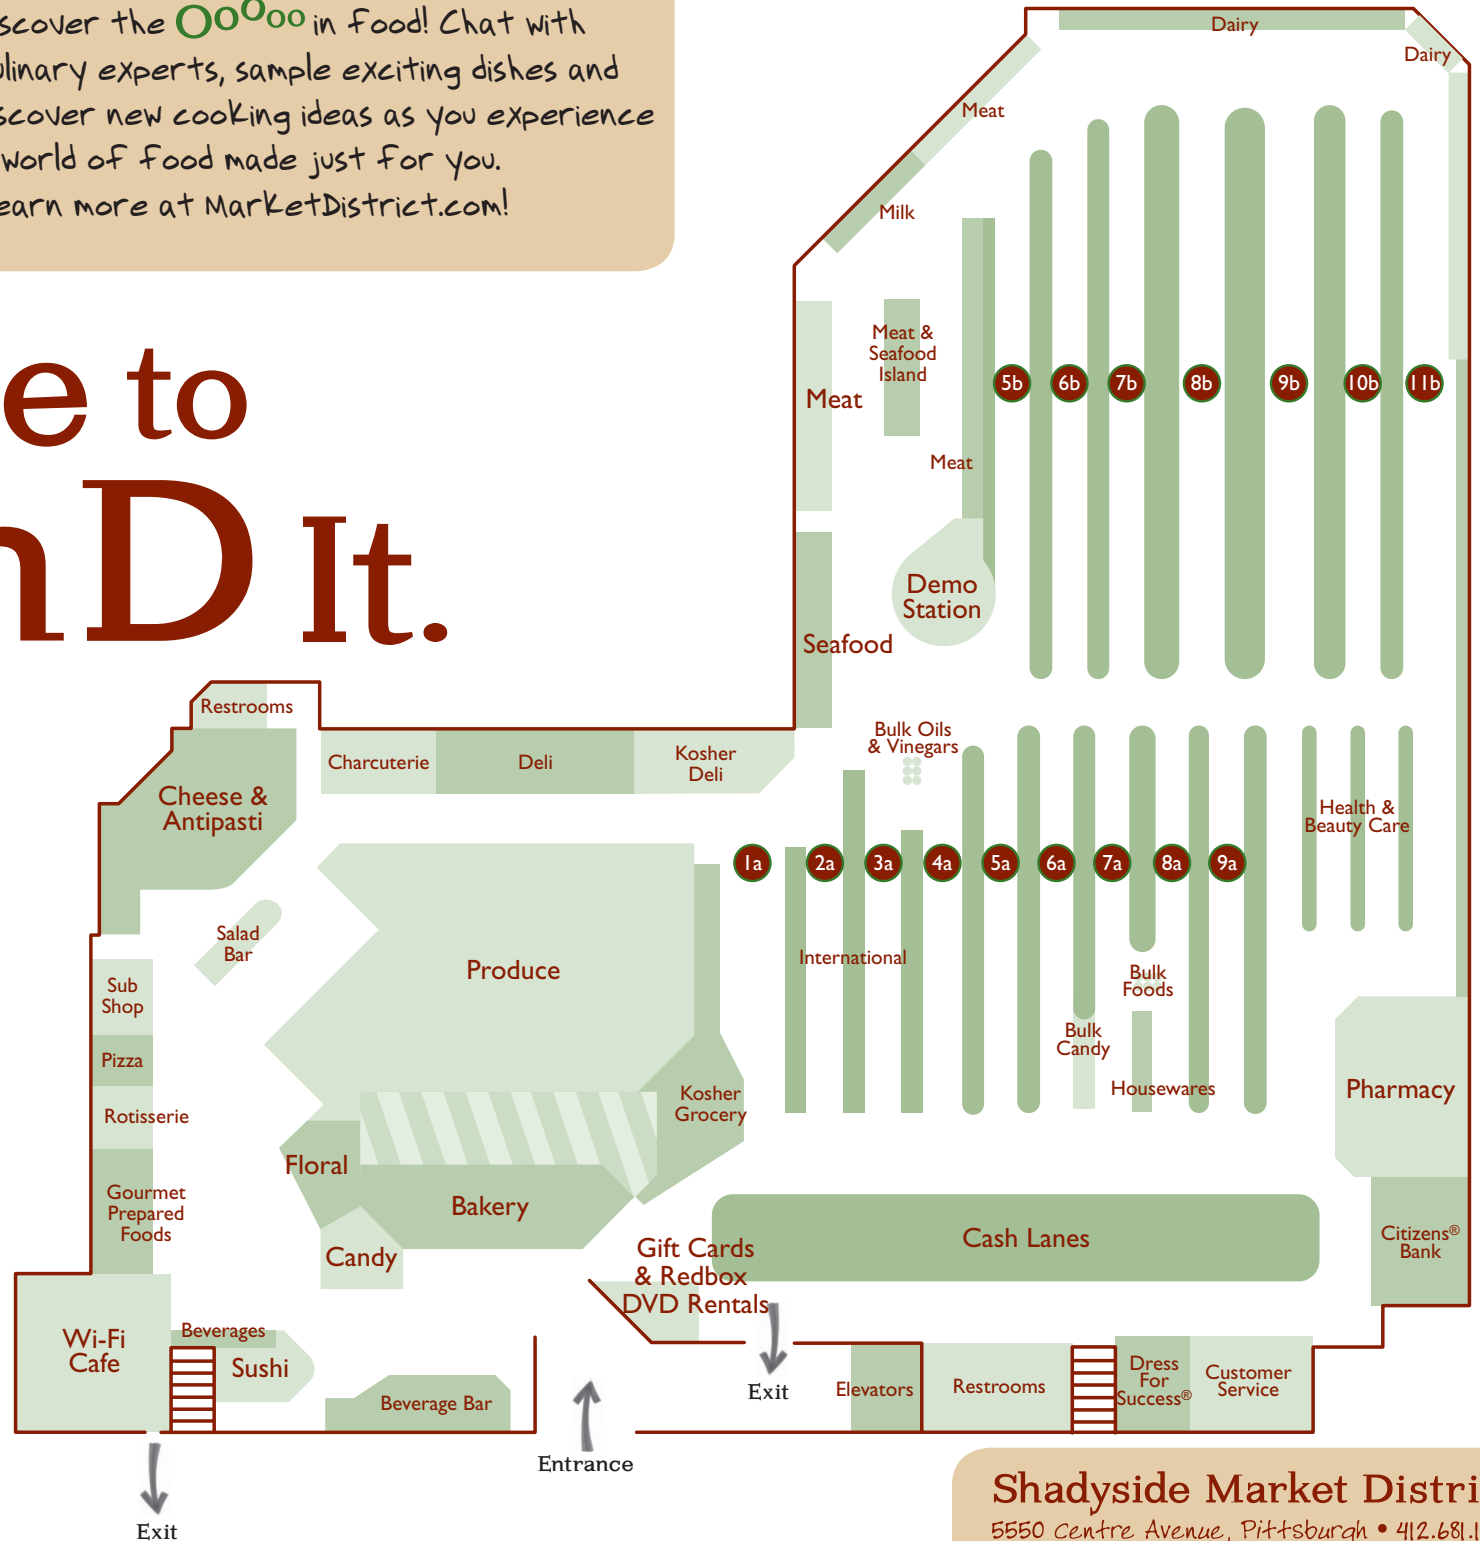 scover the OoOoo in food! Chat with
ulinary experts, sample exciting dishes and
scover new cooking ideas as you experience
world of food made just for you.
earn more at MarketDistrict.com!
e to
nD It.
Dairy
Dairy
Meat
Milk
Meat &
Seafood
Island
Meat
Meat
5b 6b 7b 8b 9b 10b 11b
Demo
Station
Seafood
Restrooms
Charcuterie
Deli
Kosher
Deli
Bulk Oils
& Vinegars
Cheese &
Antipasti
Health &
Beauty Care
1a 2a 3a 4a 5a 6a 7a 8a 9a
Salad
Bar
Produce
International
Bulk
Foods
Sub
Shop
Pizza
Rotisserie
Bulk
Candy
Housewares
Pharmacy
Kosher
Grocery
Floral
Gourmet
Prepared
Foods
Bakery
Candy
Gift Cards
& Redbox
DVD Rentals
Cash Lanes
Citizens®
Bank
Wi-Fi
Cafe
Beverages
Sushi
Beverage Bar
Exit
Elevators
Restrooms
Dress
For
Success®
Customer
Service
Entrance
Exit
Shadyside Market Distri
5550 Centre Avenue, Pittsburgh • 412.681.1